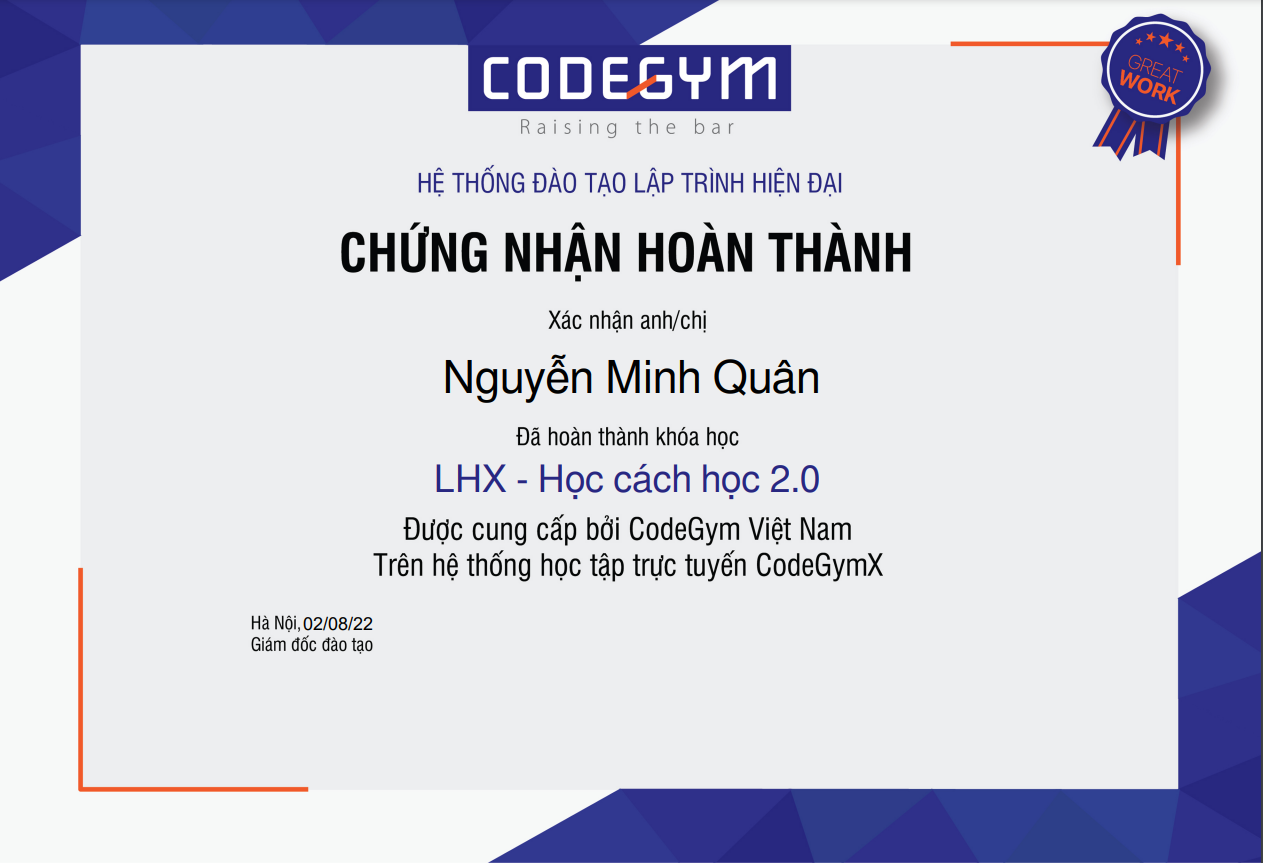 CODEGYM
Raising the bar
GREAT
WORK
HỆ THỐNG ĐÀO TẠO LẬP TRÌNH HIỆN ĐẠI
CHỨNG NHẬN HOÀN THÀNH
Xác nhận anh/chị
Nguyễn Minh Quân
Đã hoàn thành khóa học
LHX - Học cách học 2.0
Được cung cấp bởi CodeGym Việt Nam
Trên hệ thống học tập trực tuyến CodeGymX
Hà Nội, 02/08/22
Giám đốc đào tạo